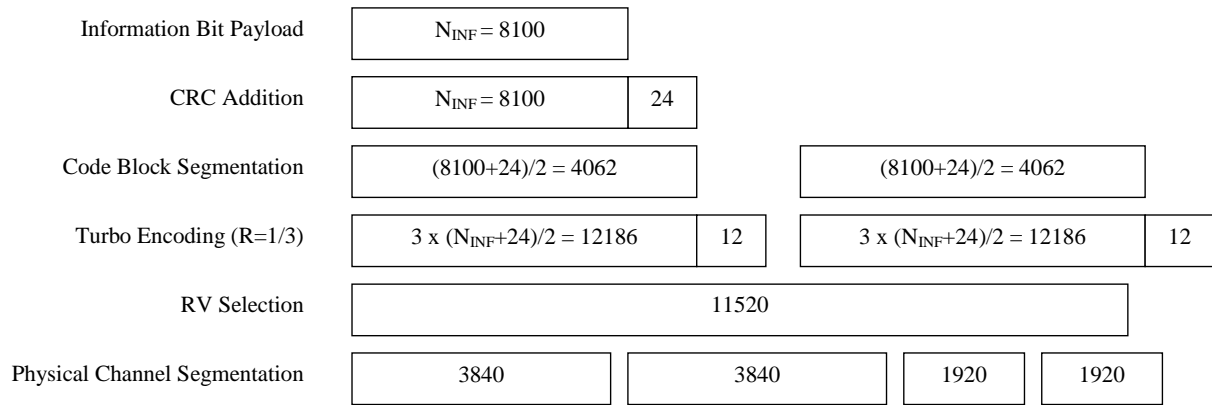 Information Bit Payload N_INF = 8100
CRC Addition N_INF = 8100 24
Code Block Segmentation (8100+24)/2 = 4062 (8100+24)/2 = 4062
Turbo Encoding (R=1/3) 3 x (N_INF+24)/2 = 12186 12 3 x (N_INF+24)/2 = 12186 12
RV Selection 11520
Physical Channel Segmentation 3840 3840 1920 1920